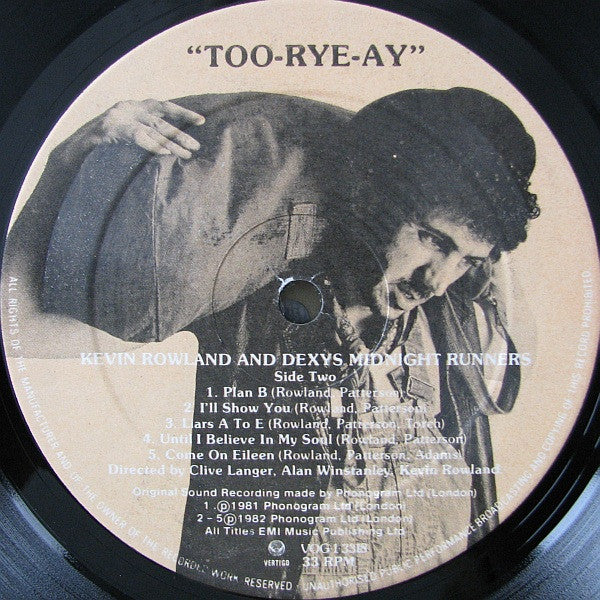 “TOO-RYE-AY”
KEVIN ROWLAND AND DEXYS MIDNIGHT RUNNERS
Side Two
1. Plan B (Rowland, Patterson)
2. I'll Show You (Rowland, Patterson)
3. Liars A To E (Rowland, Patterson, Torch)
4. Until I Believe In My Soul (Rowland, Patterson)
5. Come On Eileen (Rowland, Patterson, Adams)
Directed by Clive Langer, Alan Winstanley, Kevin Rowland
Original Sound Recording made by Phonogram Ltd (London)
1. ℗ 1981 Phonogram Ltd (London)
2 – 5 ℗ 1982 Phonogram Ltd (London)
All Titles EMI Music Publishing Ltd
VERTIGO
33 RPM
ALL RIGHTS OF THE MANUFACTURER AND OF THE OWNER OF THE RECORDED WORK RESERVED · UNAUTHORISED PUBLIC PERFORMANCE BROADCASTING AND COPYING OF THIS RECORD PROHIBITED